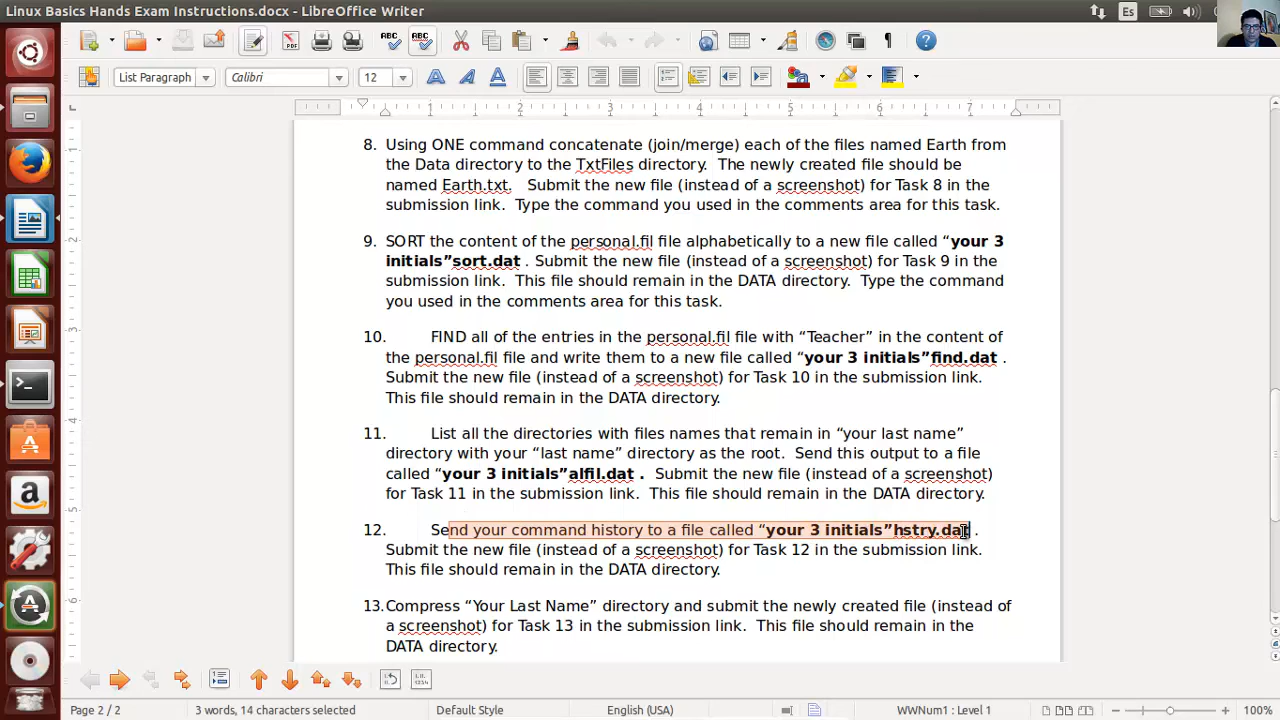 Linux Basics Hands Exam Instructions.docx - LibreOffice Writer
Es
List Paragraph
Calibri
12
1 2 3 4 5 6 7
8. Using ONE command concatenate (join/merge) each of the files named Earth from
the Data directory to the TxtFiles directory. The newly created file should be
named Submit the new file (instead of a screenshot) for Task 8 in the
submission link. Type the command you used in the comments area for this task.
9. SORT the content of the personal.fil file alphabetically to a new file called “your 3
initials”sort.dat . Submit the new file (instead of a screenshot) for Task 9 in the
submission link. This file should remain in the DATA directory. Type the command
you used in the comments area for this task.
10. FIND all of the entries in the personal.fil file with “Teacher” in the content of
the personal.fil file and write them to a new file called “your 3 initials”find.dat .
Submit the new file (instead of a screenshot) for Task 10 in the submission link.
This file should remain in the DATA directory.
11. List all the directories with files names that remain in “your last name”
directory with your “last name” directory as the root. Send this output to a file
called “your 3 initials”alfil.dat . Submit the new file (instead of a screenshot)
for Task 11 in the submission link. This file should remain in the DATA directory.
12. Send your command history to a file called “your 3 initials” .
Submit the new file (instead of a screenshot) for Task 12 in the submission link.
This file should remain in the DATA directory.
13. Compress “Your Last Name” directory and submit the newly created file (instead of
a screenshot) for Task 13 in the submission link. This file should remain in the
DATA directory.
Page 2 / 2
3 words, 14 characters selected
Default Style
English (USA)
WWNum1 : Level 1
100%